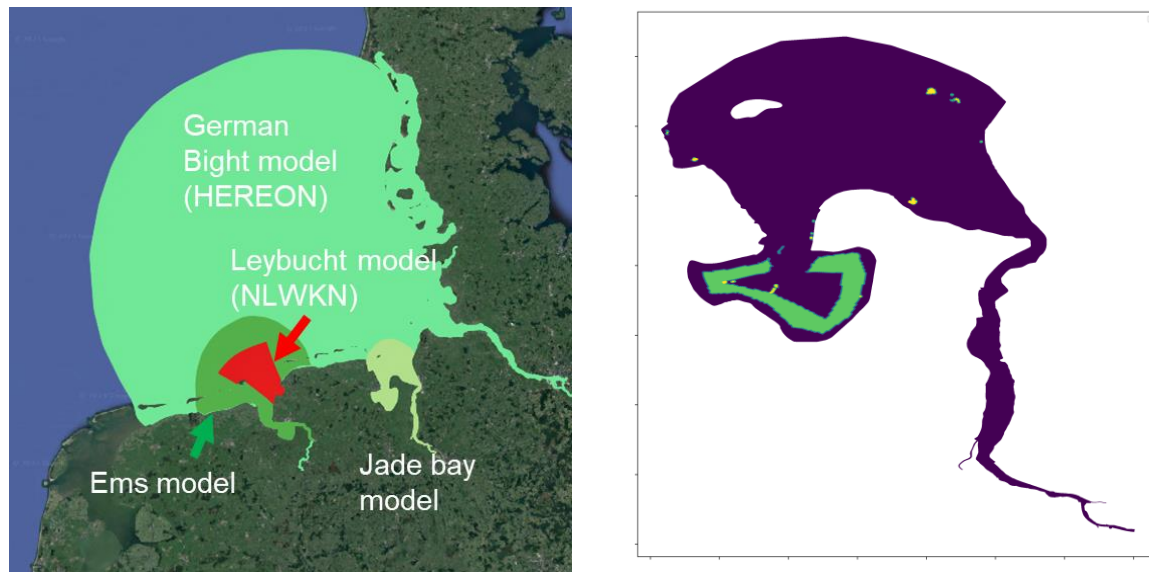 German
Bight model
(HEREON)
Leybucht model
(NLWKN)
Ems model
Jade bay
model